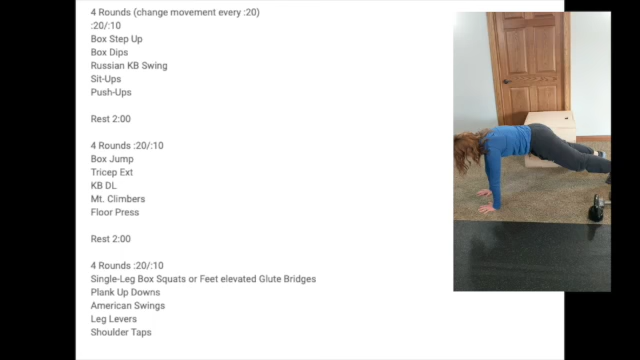 4 Rounds (change movement every :20)
:20/:10
Box Step Up
Box Dips
Russian KB Swing
Sit-Ups
Push-Ups
Rest 2:00
4 Rounds :20/:10
Box Jump
Tricep Ext
KB DL
Mt. Climbers
Floor Press
Rest 2:00
4 Rounds :20/:10
Single-Leg Box Squats or Feet elevated Glute Bridges
Plank Up Downs
American Swings
Leg Levers
Shoulder Taps